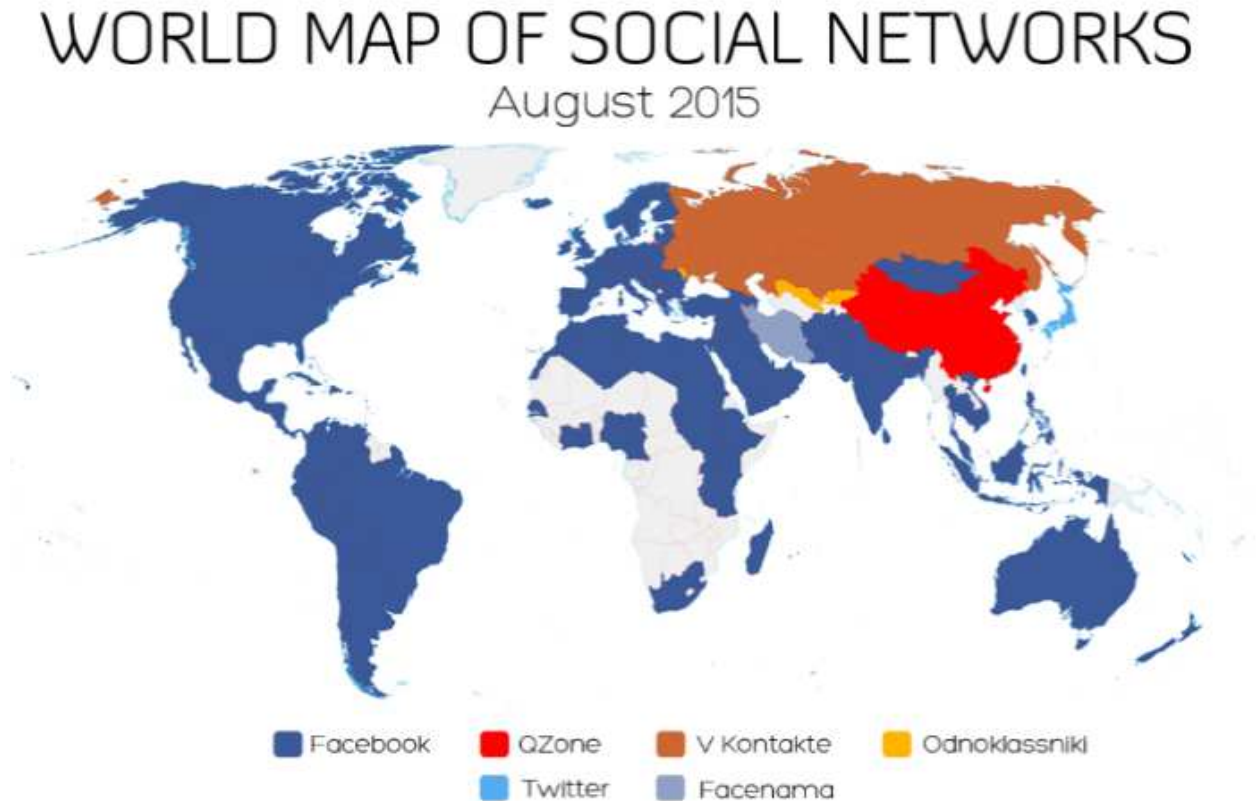 WORLD MAP OF SOCIAL NETWORKS
August 2015
Facebook QZone V Kontakte Odnoklassniki
Twitter Facenama